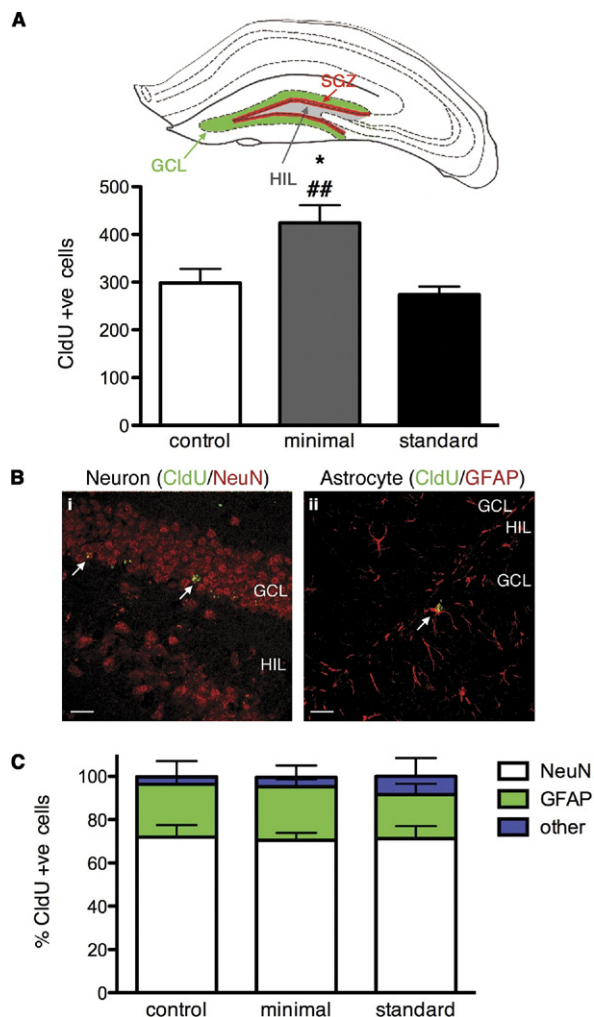 A
SGZ
GCL
HIL
*
##
CldU +ve cells
500
400
300
200
100
0
control minimal standard
B
Neuron (CldU/NeuN)
Astrocyte (CldU/GFAP)
i
GCL
HIL
ii
GCL
HIL
GCL
C
% CldU +ve cells
100
80
60
40
20
0
control minimal standard
NeuN
GFAP
other